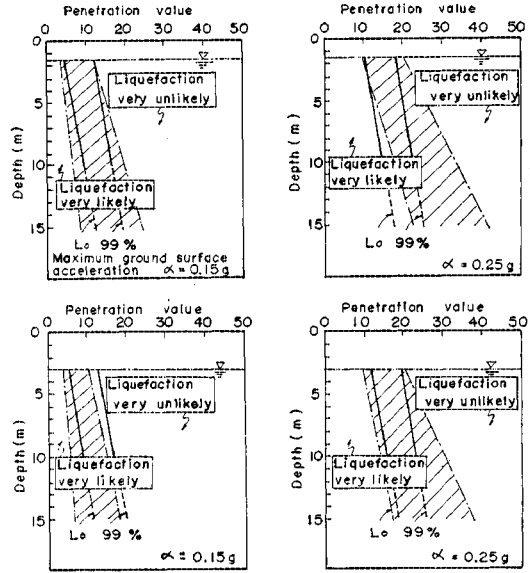 Penetration value
0 10 20 30 40 50
0
5
10
15
Depth (m)
Liquefaction
very unlikely
Liquefaction
very likely
Lo 99%
Maximum ground surface
acceleration α = 0.15g
Penetration value
0 10 20 30 40 50
0
5
10
15
Depth (m)
Liquefaction
very unlikely
Liquefaction
very likely
Lo 99%
α = 0.25g
Penetration value
0 10 20 30 40 50
0
5
10
15
Depth (m)
Liquefaction
very unlikely
Liquefaction
very likely
Lo 99%
α = 0.15g
Penetration value
0 10 20 30 40 50
0
5
10
15
Depth (m)
Liquefaction
very unlikely
Liquefaction
very likely
Lo 99%
α = 0.25g